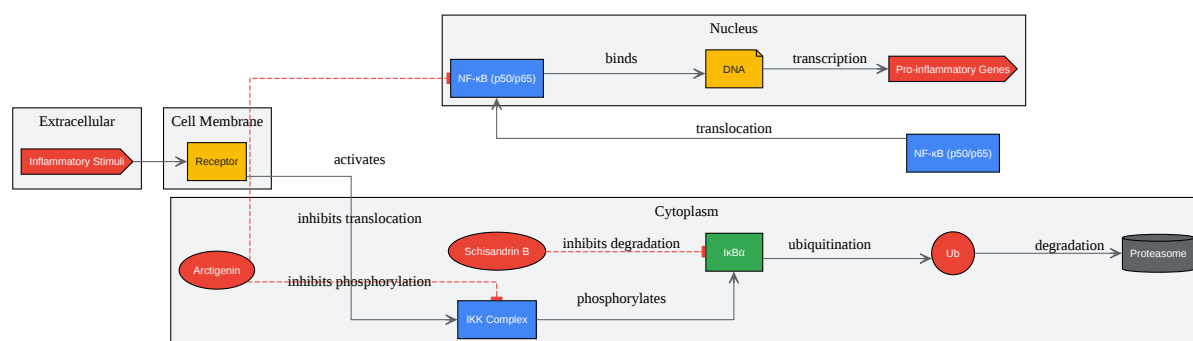 Nucleus
binds
transcription
NF-κB (p50/p65)
DNA
Pro-inflammatory Genes
Extracellular
Cell Membrane
translocation
Inflammatory Stimuli
Receptor
activates
NF-κB (p50/p65)
Cytoplasm
inhibits translocation
Schisandrin B
inhibits degradation
IκBα
ubiquitination
Ub
degradation
Proteasome
Arctigenin
inhibits phosphorylation
IKK Complex
phosphorylates